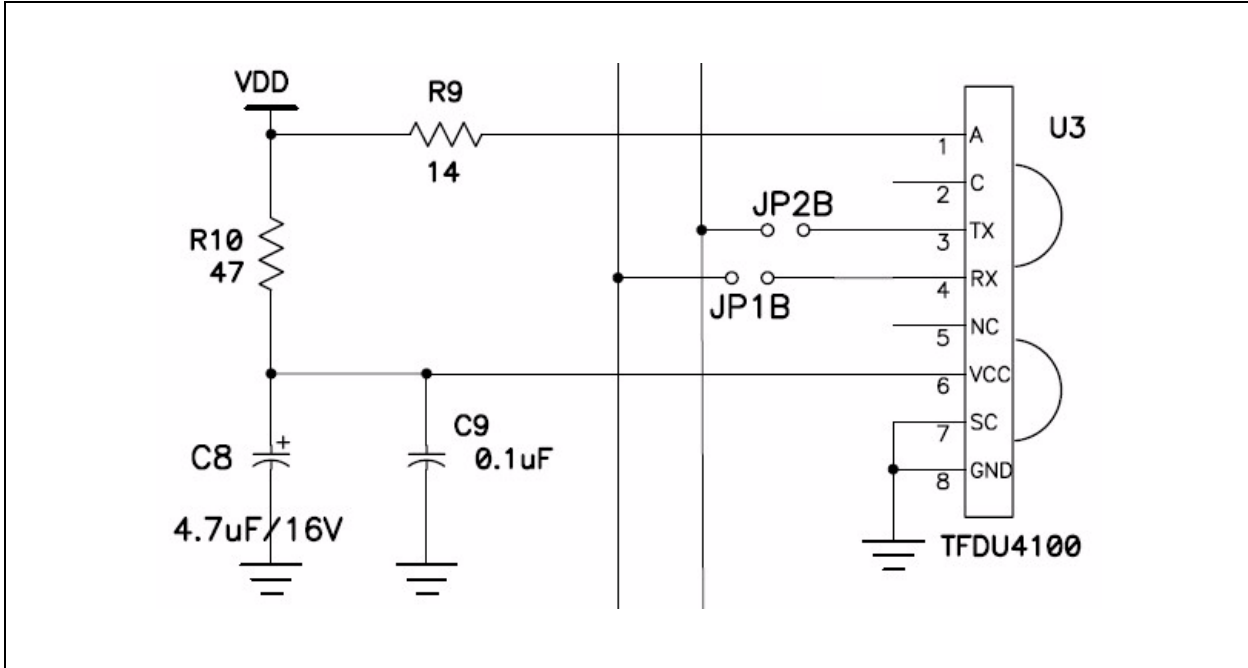 VDD
R9
14
R10
47
C8
+
4.7uF/16V
C9
0.1uF
JP2B
JP1B
U3
1 A
2 C
3 TX
4 RX
5 NC
6 VCC
7 SC
8 GND
TFDU4100